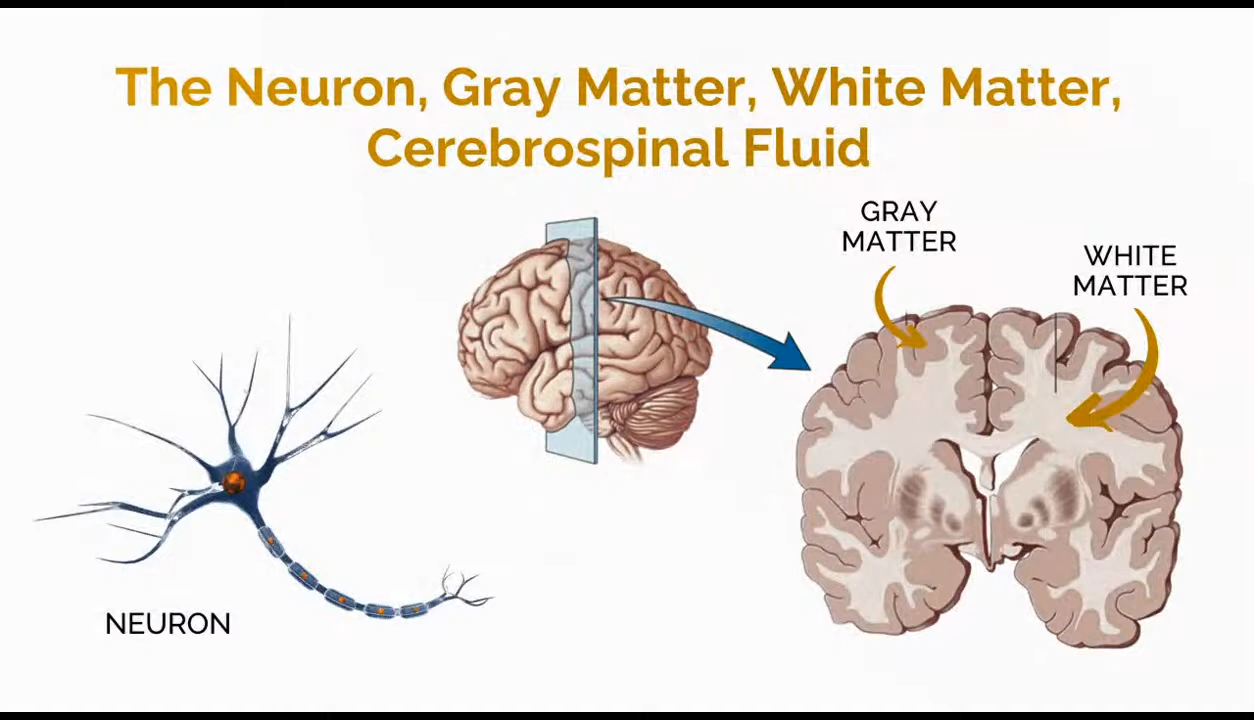 The Neuron, Gray Matter, White Matter,
Cerebrospinal Fluid
GRAY
MATTER
WHITE
MATTER
NEURON